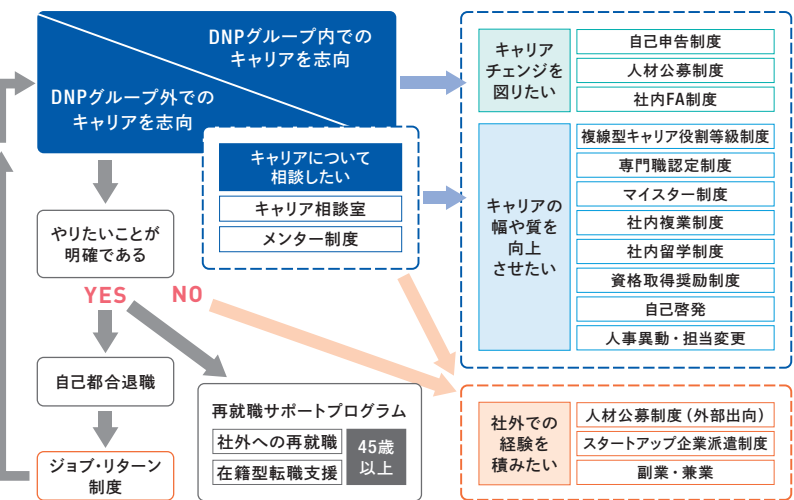 DNPグループ内での
キャリアを志向
DNPグループ外での
キャリアを志向
キャリアについて
相談したい
キャリア相談室
メンター制度
やりたいことが
明確である
YES
NO
自己都合退職
ジョブ・リターン
制度
再就職サポートプログラム
社外への再就職
在籍型転職支援
45歳
以上
キャリア
チェンジを
図りたい
自己申告制度
人材公募制度
社内FA制度
キャリアの
幅や質を
向上
させたい
複線型キャリア役割等級制度
専門職認定制度
マイスター制度
社内複業制度
社内留学制度
資格取得奨励制度
自己啓発
人事異動・担当変更
社外での
経験を
積みたい
人材公募制度(外部出向)
スタートアップ企業派遣制度
副業・兼業